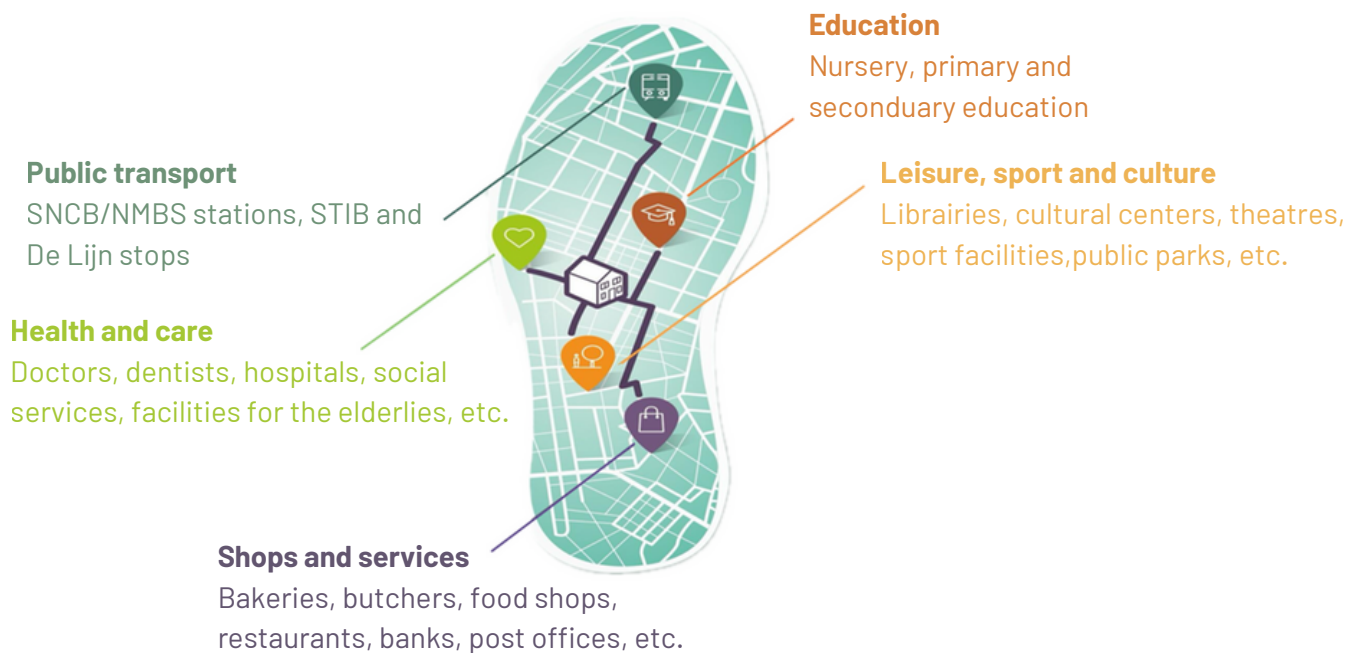 Education
Nursery, primary and
seconduary education
Public transport
SNCB/NMBS stations, STIB and
De Lijn stops
Leisure, sport and culture
Librairies, cultural centers, theatres,
sport facilities,public parks, etc.
Health and care
Doctors, dentists, hospitals, social
services, facilities for the elderlies, etc.
Shops and services
Bakeries, butchers, food shops,
restaurants, banks, post offices, etc.